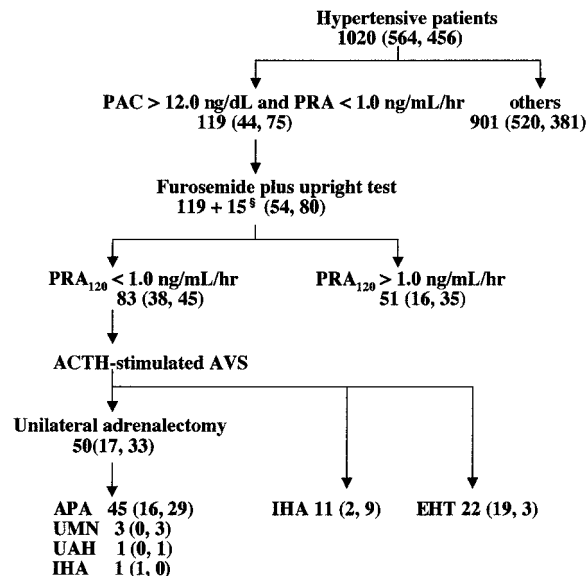 Hypertensive patients
1020 (564, 456)
PAC > 12.0 ng/dL and PRA < 1.0 ng/mL/hr
119 (44, 75)
others
901 (520, 381)
Furosemide plus upright test
119 + 15§ (54, 80)
PRA120 < 1.0 ng/mL/hr
83 (38, 45)
PRA120 > 1.0 ng/mL/hr
51 (16, 35)
ACTH-stimulated AVS
Unilateral adrenalectomy
50(17, 33)
APA 45 (16, 29)
UMN 3 (0, 3)
UAH 1 (0, 1)
IHA 1 (1, 0)
IHA 11 (2, 9)
EHT 22 (19, 3)